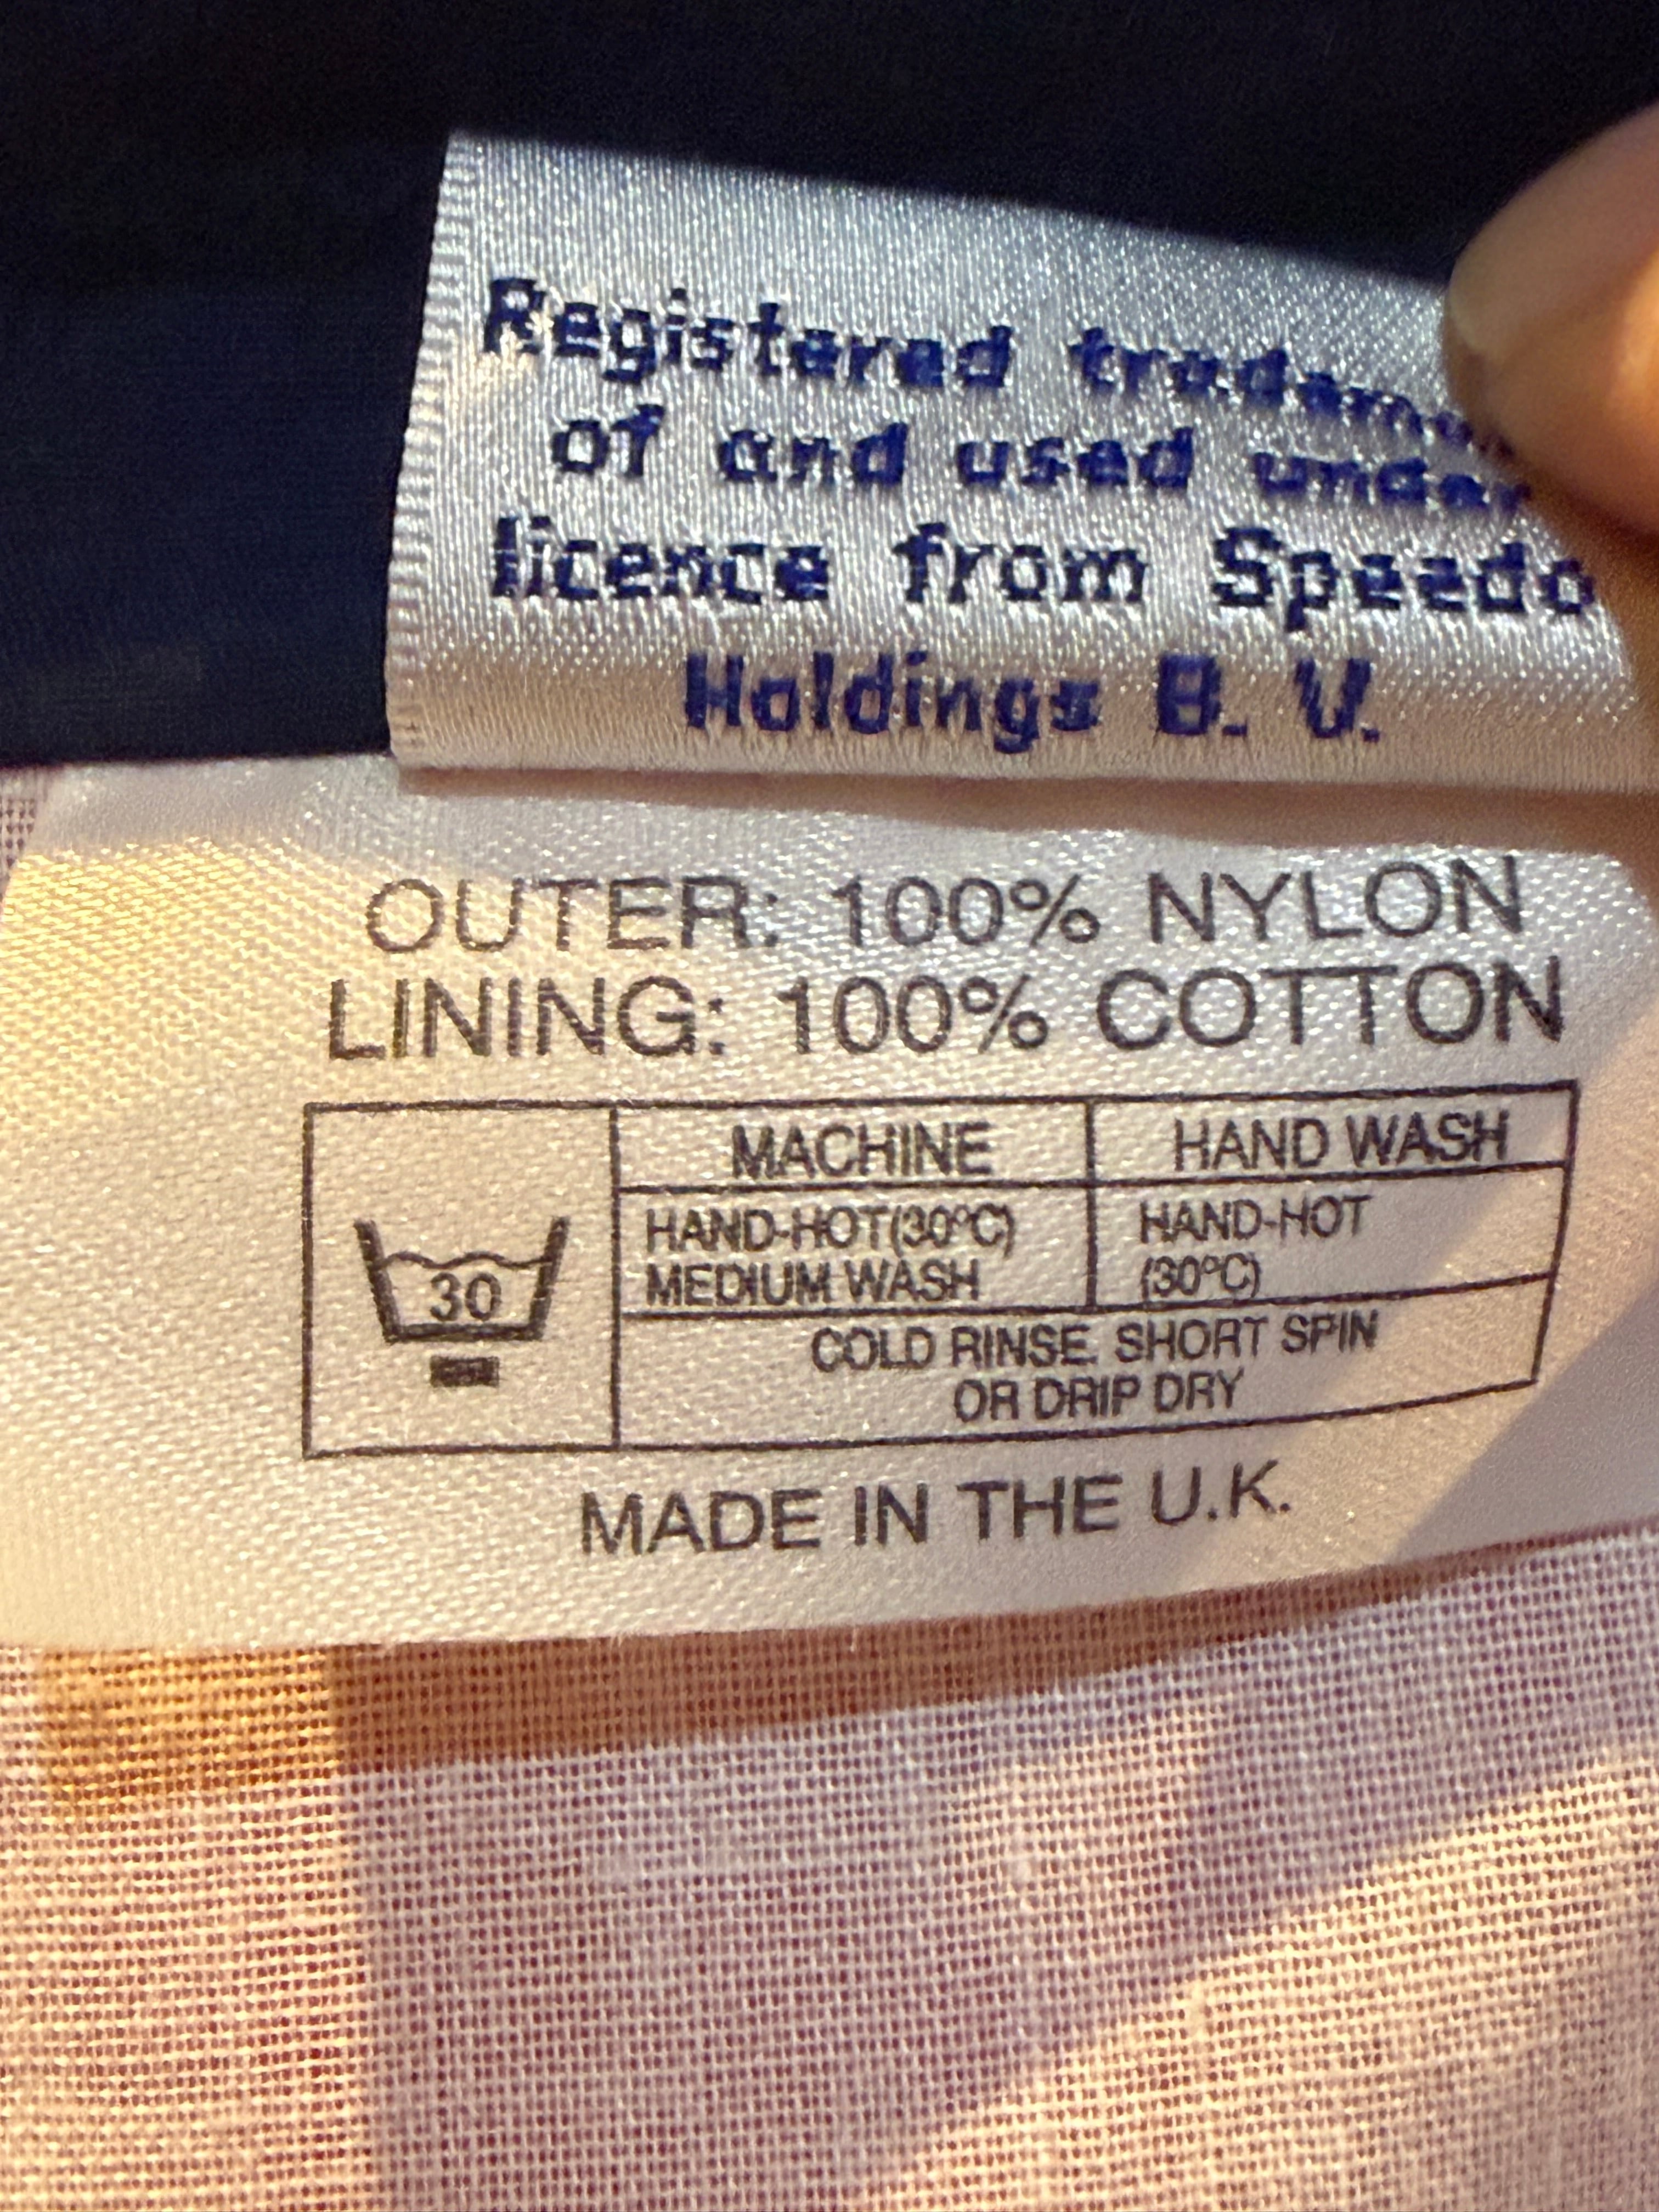 Registered
of and used under
licence from Speedo
Holdings B. V.
OUTER: 100% NYLON
LINING: 100% COTTON
MACHINE
HAND WASH
30
HAND-HOT(30°C)
MEDIUM WASH
HAND-HOT
(30°C)
COLD RINSE. SHORT SPIN
OR DRIP DRY
MADE IN THE U.K.